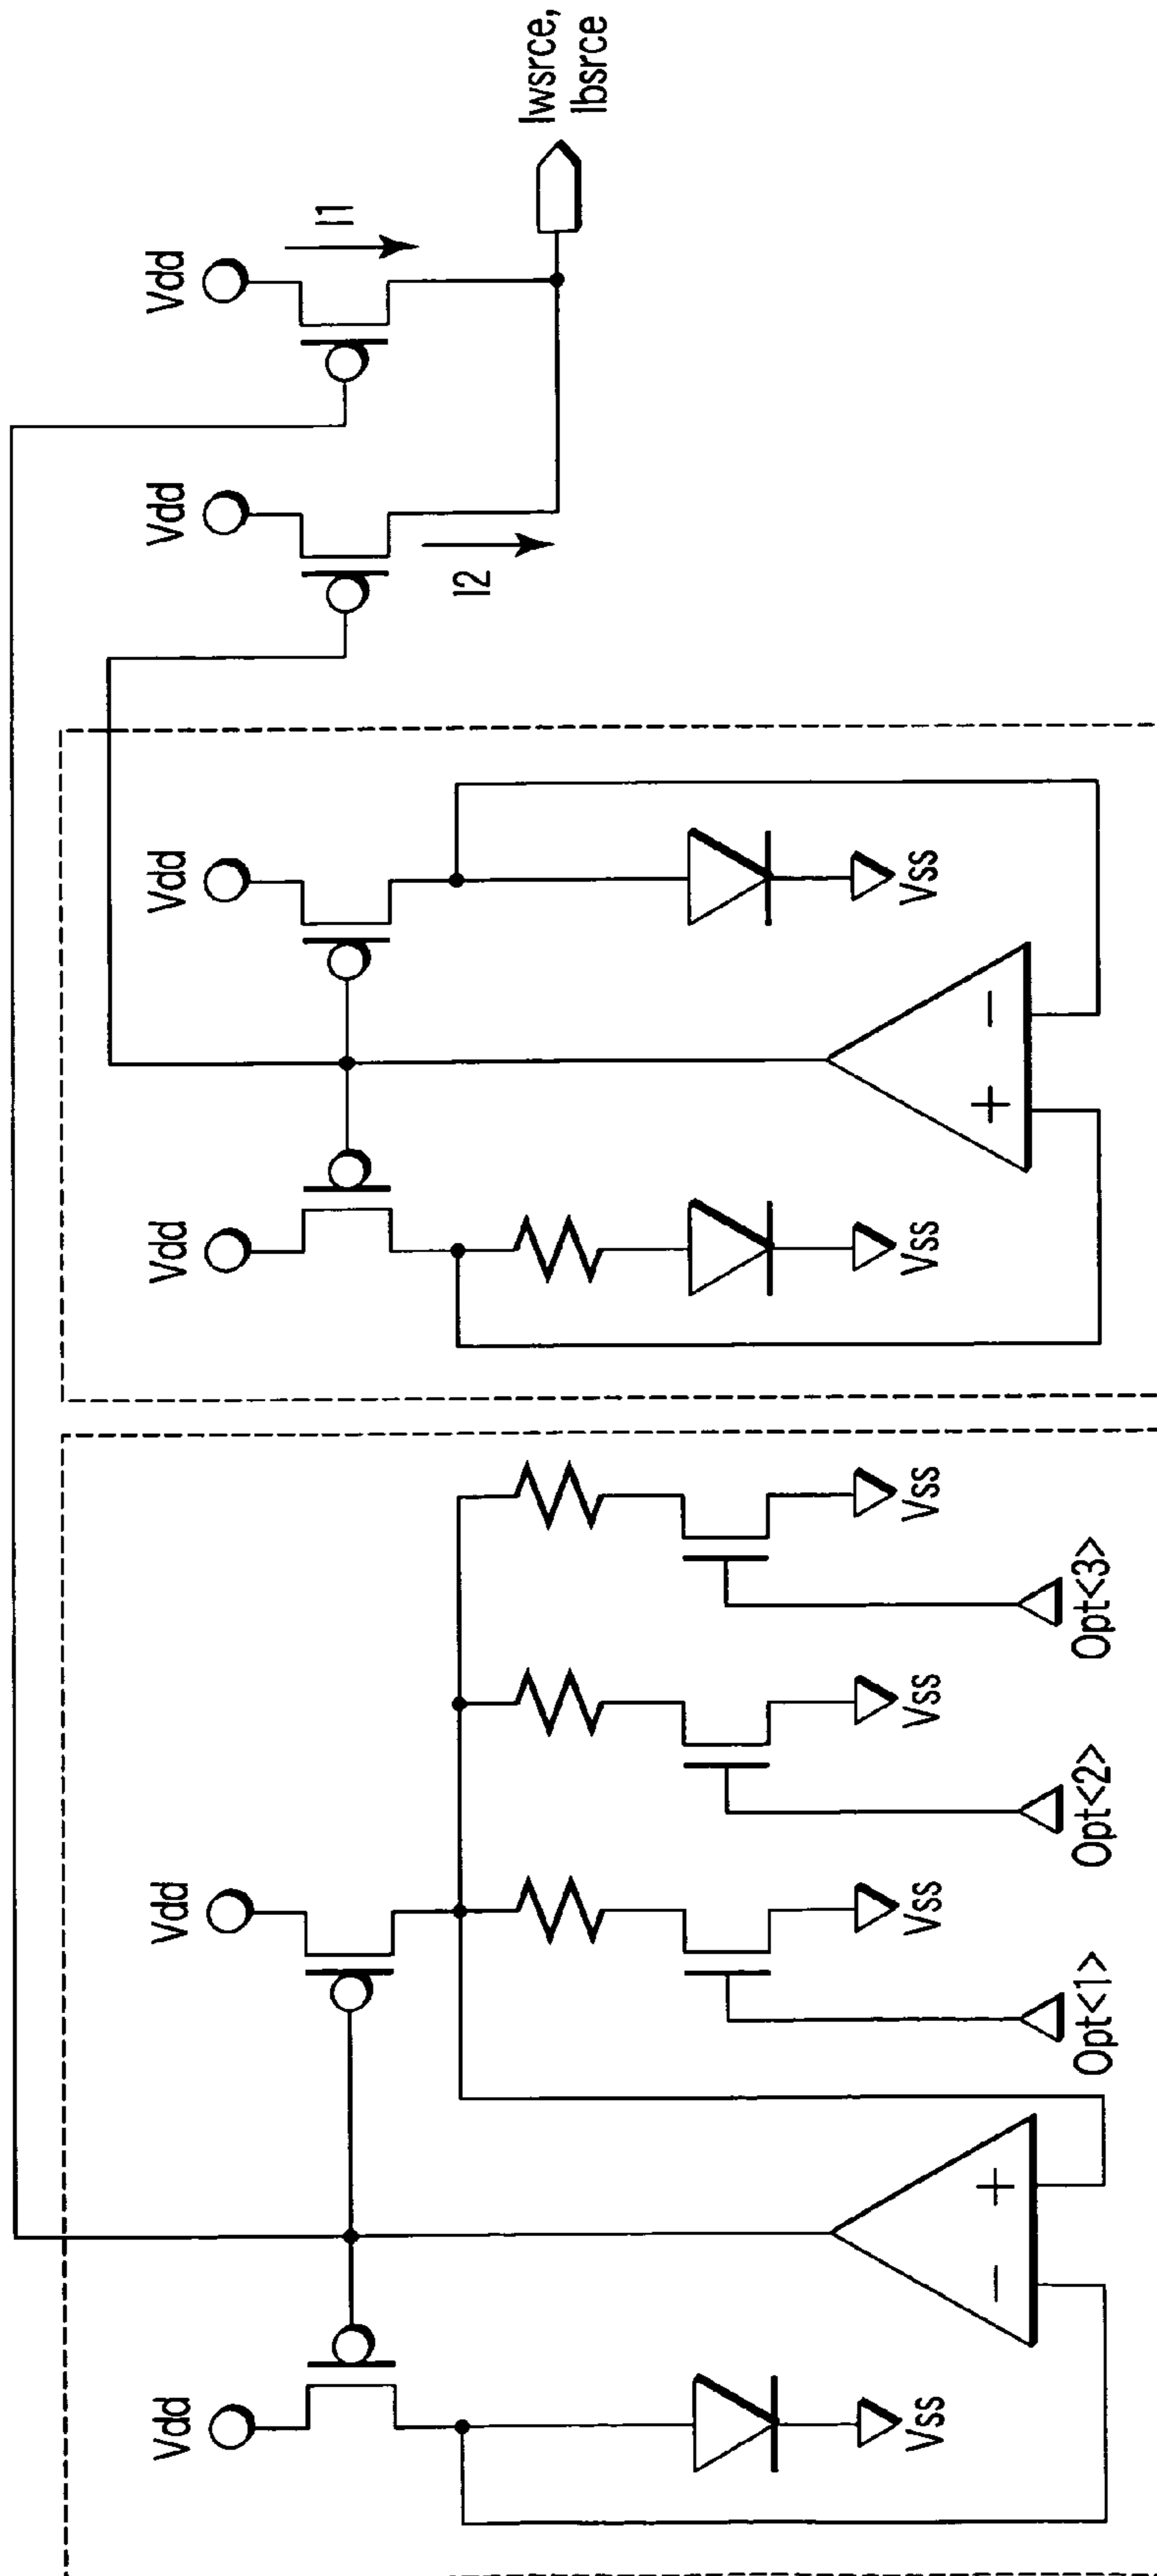 Vdd
Vdd
Vdd
Vdd
Vdd
Vdd
I2
I1
Iwsrce,
Ibsrce
Vss
Vss
Vss
Vss
Vss
Vss
Opt<1>
Opt<2>
Opt<3>